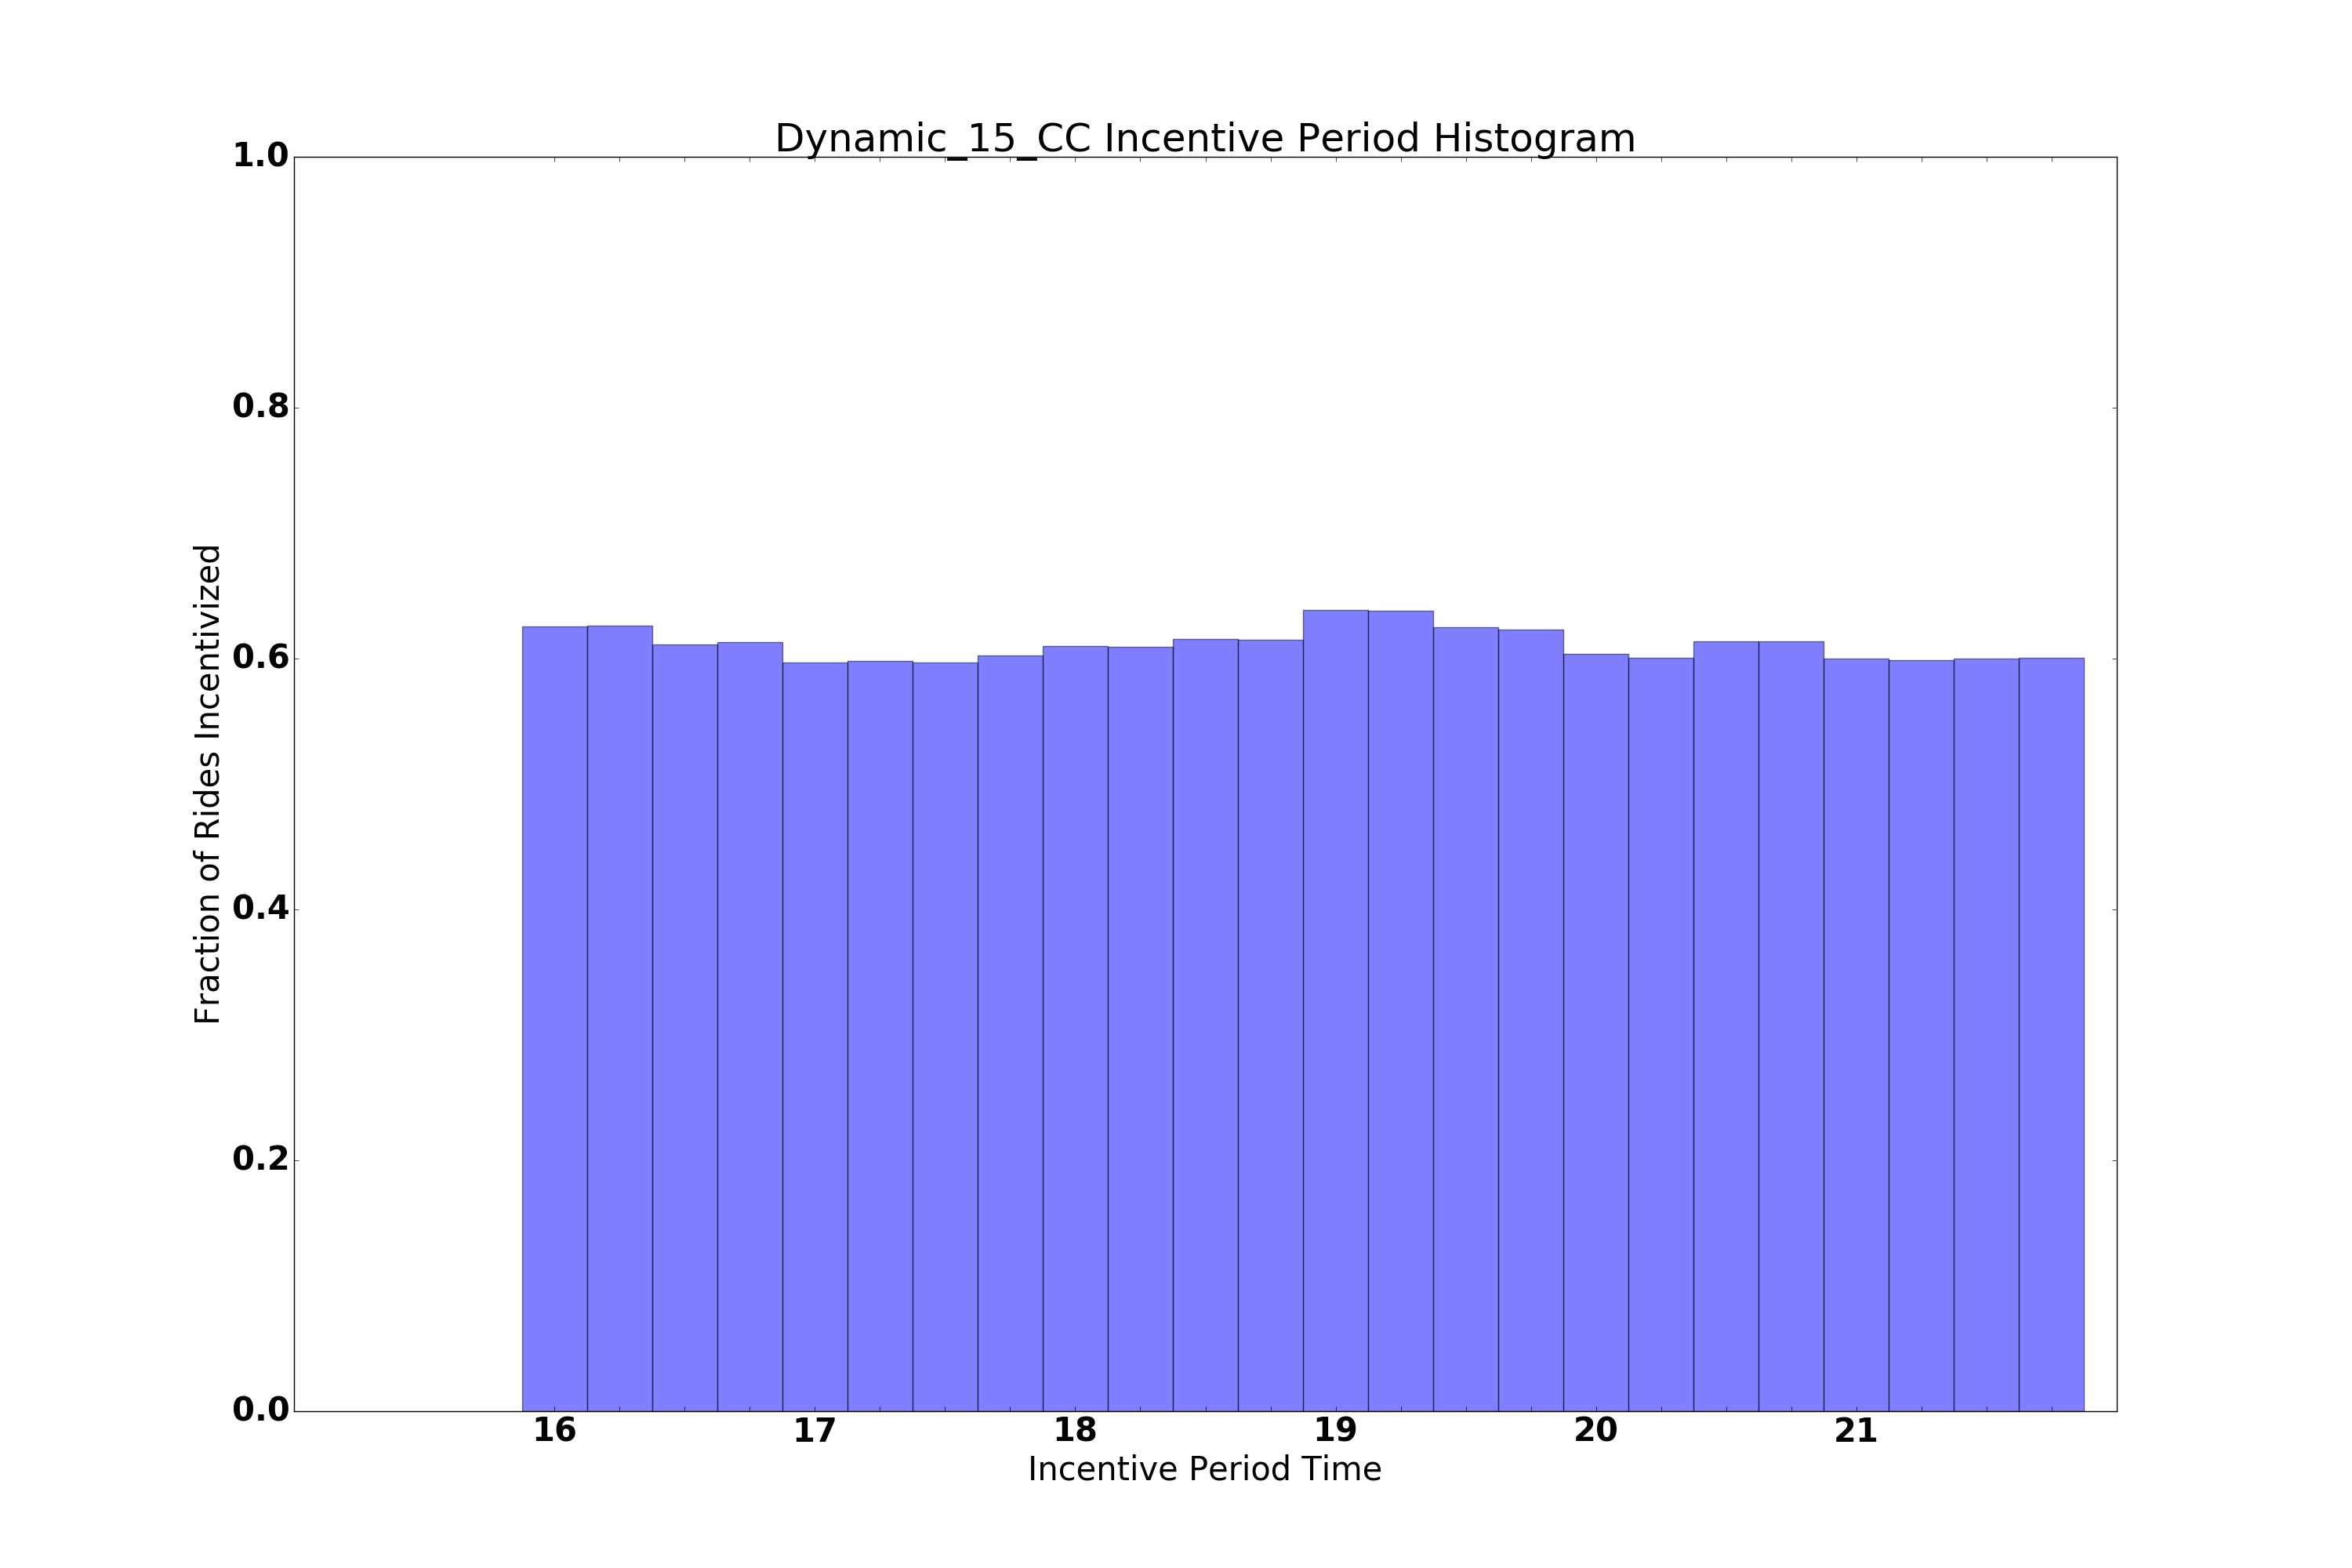 Dynamic_15_CC Incentive Period Histogram
1.0
0.8
0.6
0.4
0.2
0.0
Fraction of Rides Incentivized
16 17 18 19 20 21
Incentive Period Time